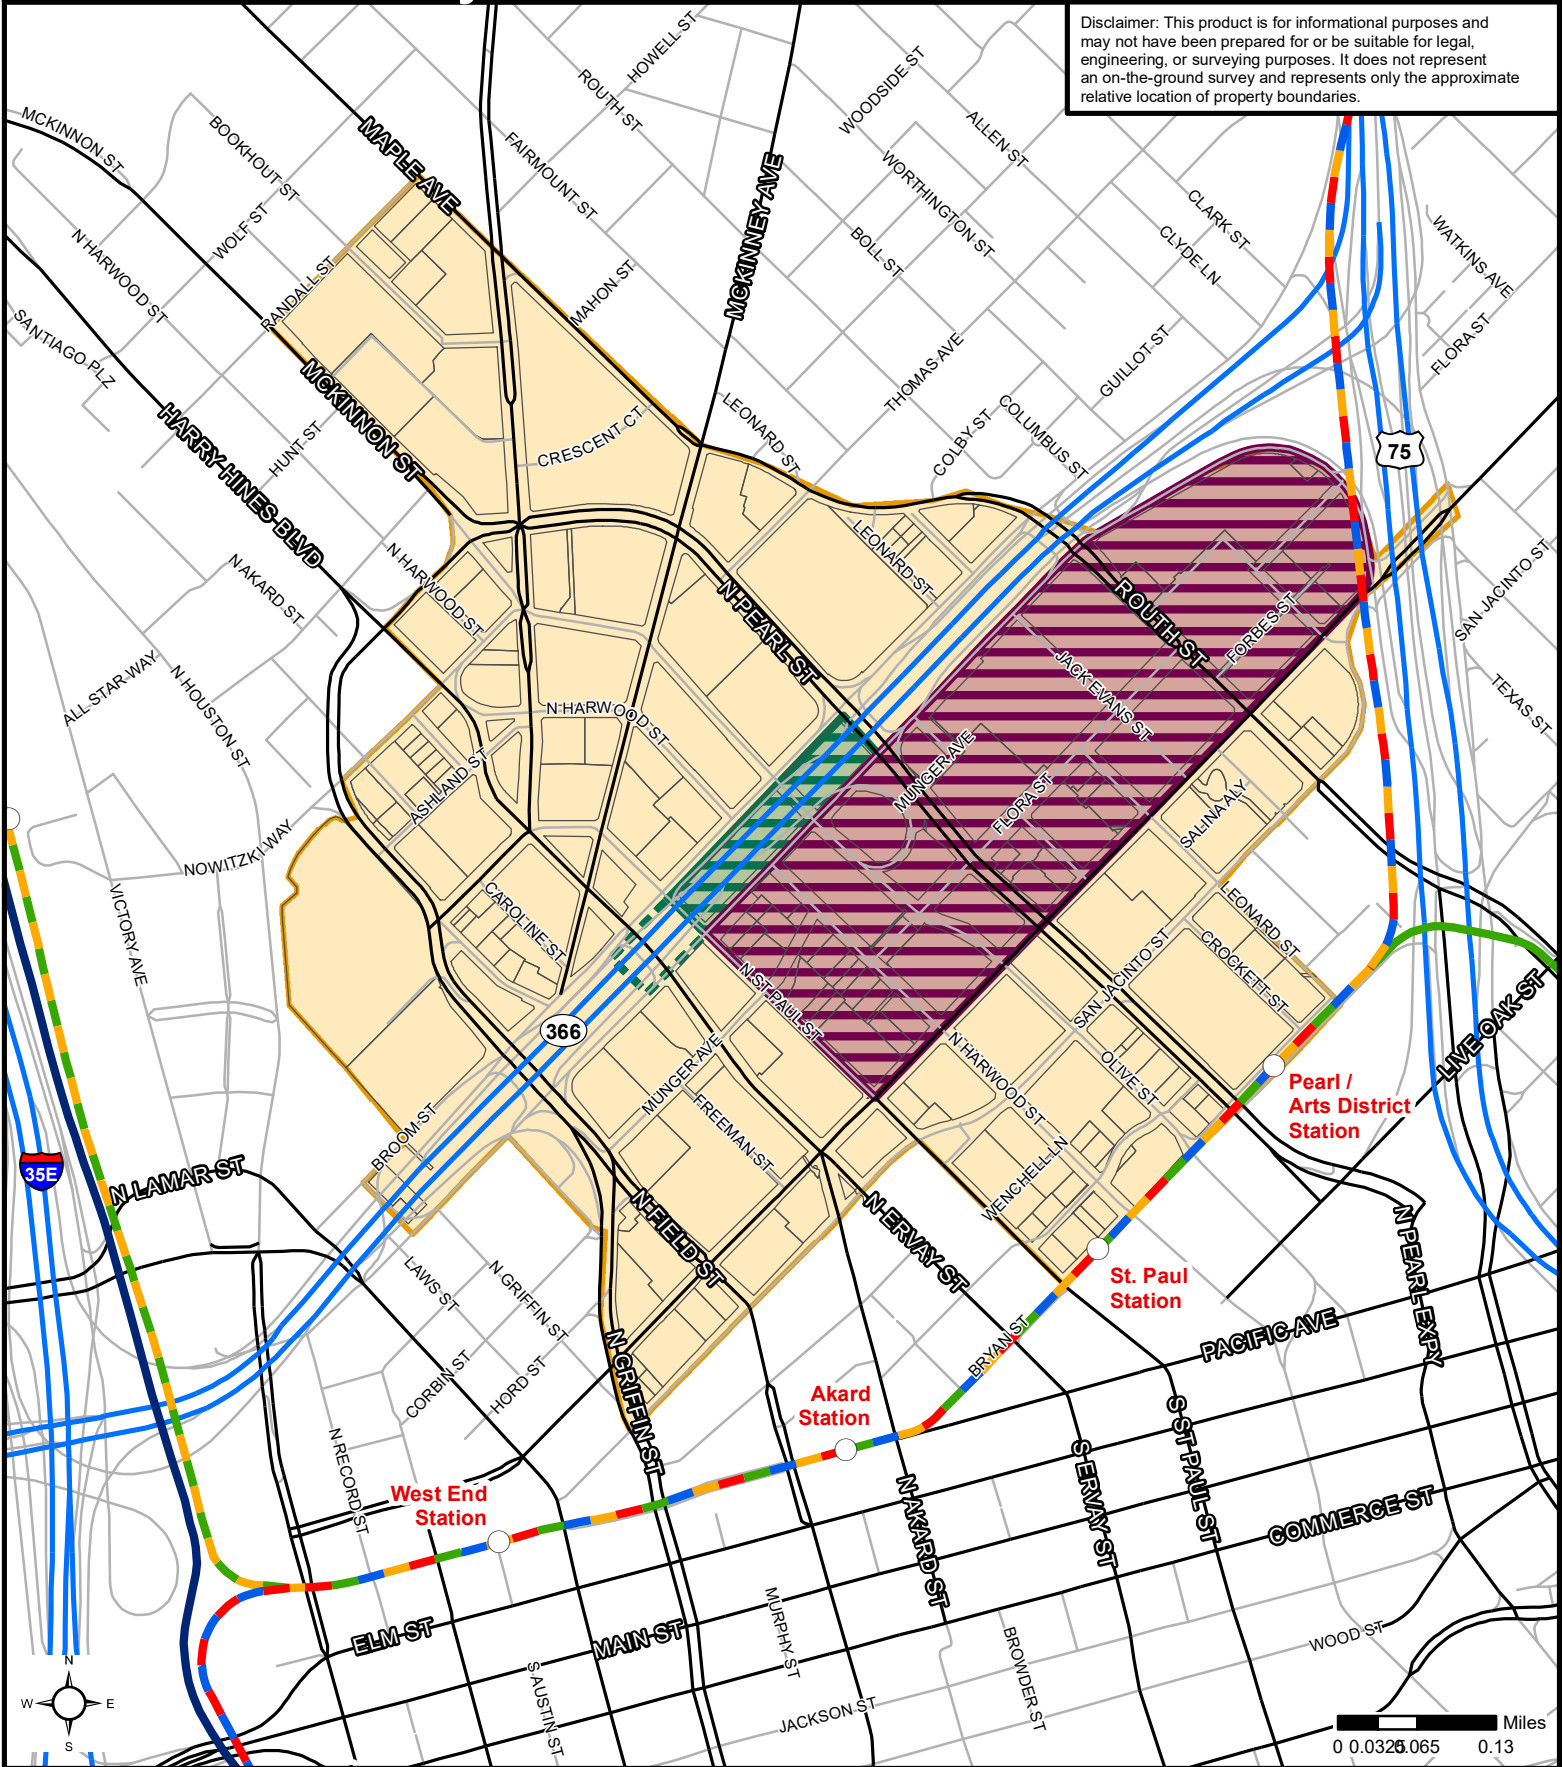 Disclaimer: This product is for informational purposes and
may not have been prepared for or be suitable for legal,
engineering, or surveying purposes. It does not represent
an on-the-ground survey and represents only the approximate
relative location of property boundaries.
HOWELL ST
ROUTH ST
WOODSIDE ST
ALLEN ST
MCKINNON ST
BOOKHOUT ST
MAPLE AVE
FAIRMOUNT ST
MCKINNEY AVE
WORTHINGTON ST
CLARK ST
WATKINS AVE
WOLF ST
N HARWOOD ST
RANDALL ST
MAHON ST
BOLL ST
CLYDE LN
SANTIAGO PLZ
MCKINNON ST
THOMAS AVE
GUILLOT ST
FLORA ST
HARRY HINES BLVD
HUNT ST
CRESCENT CT
LEONARD ST
COLBY ST
COLUMBUS ST
75
N AKARD ST
N HARWOOD ST
LEONARD ST
N PEARL ST
ROUTH ST
FORBES ST
SAN JACINTO ST
ALL STAR WAY
N HOUSTON ST
N HARWOOD ST
JACK EVANS ST
TEXAS ST
ASHLAND ST
MUNGER AVE
FLORA ST
SALINA ALY
NOWITZKI WAY
VICTORY AVE
CAROLINE ST
LEONARD ST
CROCKETT ST
N ST PAUL ST
SAN JACINTO ST
366
MUNGER AVE
N HARWOOD ST
OLIVE ST
LIVE OAK ST
Pearl /
Arts District
Station
FREEMAN ST
BROOM ST
35E
N LAMAR ST
WENCHELL LN
N FIELD ST
N ERVAY ST
N PEARL EXPY
LAWS ST
N GRIFFIN ST
St. Paul
Station
BRYAN ST
PACIFIC AVE
CORBIN ST
HORD ST
N GRIFFIN ST
Akard
Station
N RECORD ST
West End
Station
N AKARD ST
S ERVAY ST
S ST PAUL ST
COMMERCE ST
ELM ST
MAIN ST
MURPHY ST
BROWDER ST
WOOD ST
S AUSTIN ST
JACKSON ST
N
W E
S
Miles
0 0.0325 0.065 0.13